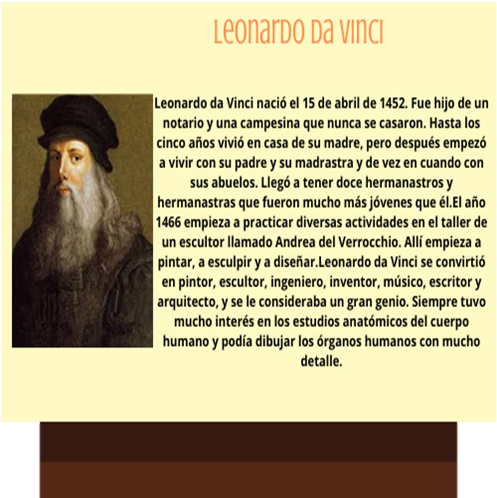 Leonardo da Vinci
Leonardo da Vinci nació el 15 de abril de 1452. Fue hijo de un
notario y una campesina que nunca se casaron. Hasta los
cinco años vivió en casa de su madre, pero después empezó
a vivir con su padre y su madrastra y de vez en cuando con
sus abuelos. Llegó a tener doce hermanastros y
hermanastras que fueron mucho más jóvenes que él.El año
1466 empieza a practicar diversas actividades en el taller de
un escultor llamado Andrea del Verrocchio. Allí empieza a
pintar, a esculpir y a diseñar.Leonardo da Vinci se convirtió
en pintor, escultor, ingeniero, inventor, músico, escritor y
arquitecto, y se le consideraba un gran genio. Siempre tuvo
mucho interés en los estudios anatómicos del cuerpo
humano y podía dibujar los órganos humanos con mucho
detalle.